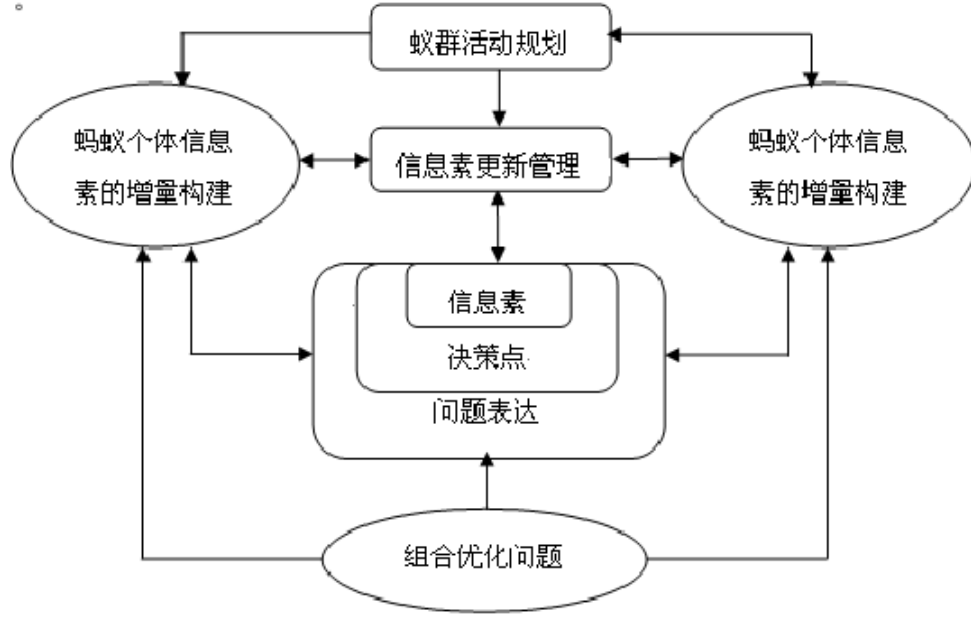 。
蚁群活动规划
蚂蚁个体信息
素的增量构建
信息素更新管理
蚂蚁个体信息
素的增量构建
信息素
决策点
问题表达
组合优化问题